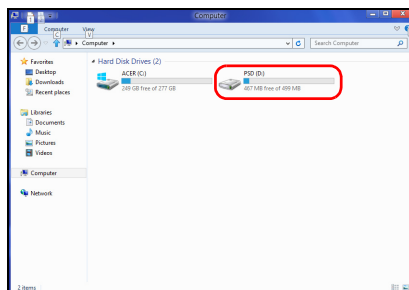 Computer
1
F
Computer
View
C
V
Computer
Search Computer
Favorites
Desktop
Downloads
Recent places
Libraries
Documents
Music
Pictures
Videos
Computer
Network
Hard Disk Drives (2)
ACER (C:)
249 GB free of 277 GB
PSD (D:)
467 MB free of 499 MB
2 items